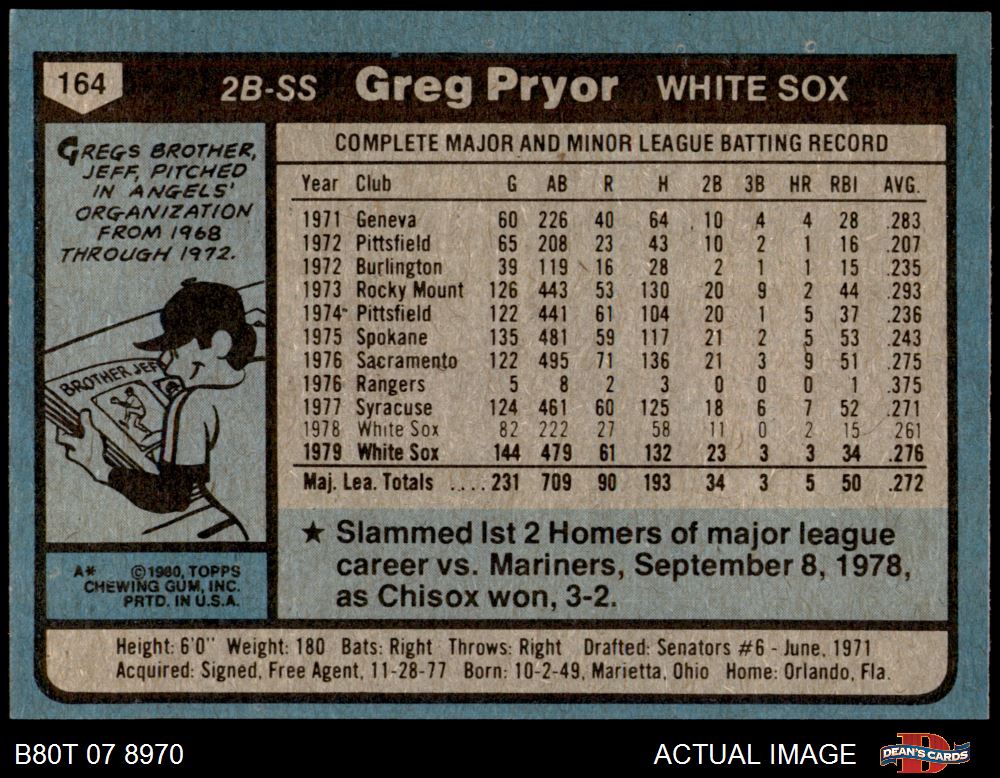 164 2B-SS Greg Pryor WHITE SOX
GREGS BROTHER,
JEFF, PITCHED
IN ANGELS'
ORGANIZATION
FROM 1968
THROUGH 1972.
BROTHER JEFF
A* ©1980, TOPPS
CHEWING GUM, INC.
PRTD. IN U.S.A.
COMPLETE MAJOR AND MINOR LEAGUE BATTING RECORD
Year Club G AB R H 2B 3B HR RBI AVG.
1971 Geneva 60 226 40 64 10 4 4 28 .283
1972 Pittsfield 65 208 23 43 10 2 1 16 .207
1972 Burlington 39 119 16 28 2 1 1 15 .235
1973 Rocky Mount 126 443 53 130 20 9 2 44 .293
1974 Pittsfield 122 441 61 104 20 1 5 37 .236
1975 Spokane 135 481 59 117 21 2 5 53 .243
1976 Sacramento 122 495 71 136 21 3 9 51 .275
1976 Rangers 5 8 2 3 0 0 0 1 .375
1977 Syracuse 124 461 60 125 18 6 7 52 .271
1978 White Sox 82 222 27 58 11 0 2 15 .261
1979 White Sox 144 479 61 132 23 3 3 34 .276
Maj. Lea. Totals ....231 709 90 193 34 3 5 50 .272
★ Slammed lst 2 Homers of major league
career vs. Mariners, September 8, 1978,
as Chisox won, 3-2.
Height: 6'0" Weight: 180 Bats: Right Throws: Right Drafted: Senators #6 - June, 1971
Acquired: Signed, Free Agent, 11-28-77 Born: 10-2-49, Marietta, Ohio Home: Orlando, Fla.
B80T 07 8970 ACTUAL IMAGE DEAN'S CARDS